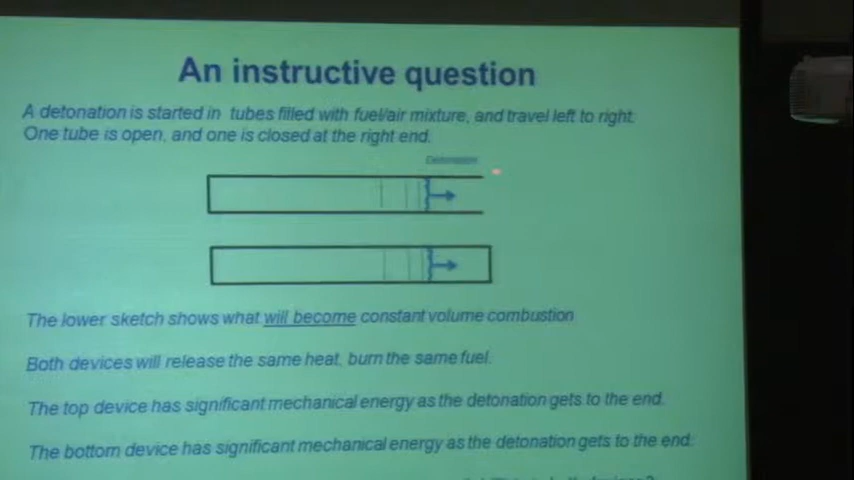 An instructive question
A detonation is started in tubes filled with fuel/air mixture, and travel left to right.
One tube is open, and one is closed at the right end.
Detonation
The lower sketch shows what will become constant volume combustion
Both devices will release the same heat, burn the same fuel.
The top device has significant mechanical energy as the detonation gets to the end.
The bottom device has significant mechanical energy as the detonation gets to the end.